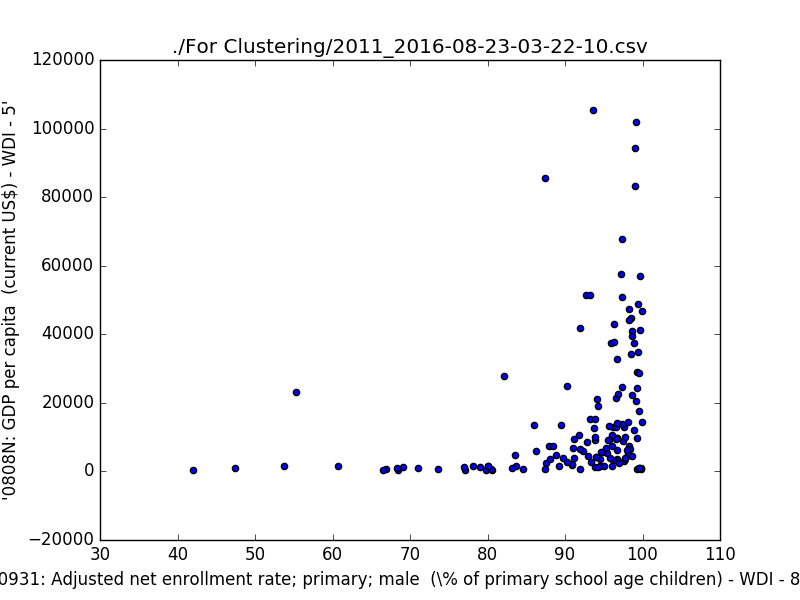 ./For Clustering/2011_2016-08-23-03-22-10.csv
120000
100000
80000
60000
40000
20000
0
−20000
'0808N: GDP per capita  (current US$) - WDI - 5'
30 40 50 60 70 80 90 100 110
0931: Adjusted net enrollment rate; primary; male  (\% of primary school age children) - WDI - 8